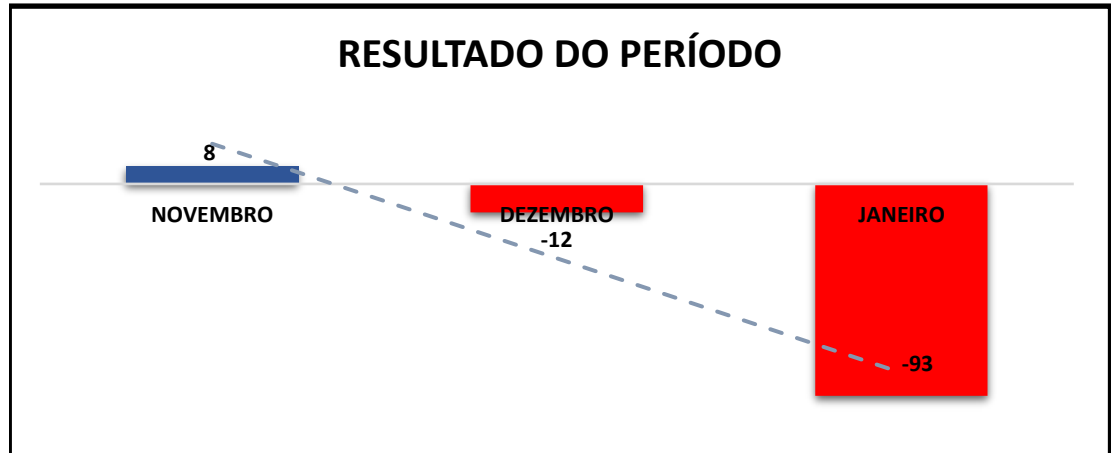 RESULTADO DO PERÍODO
8
NOVEMBRO
DEZEMBRO
JANEIRO
-12
-93